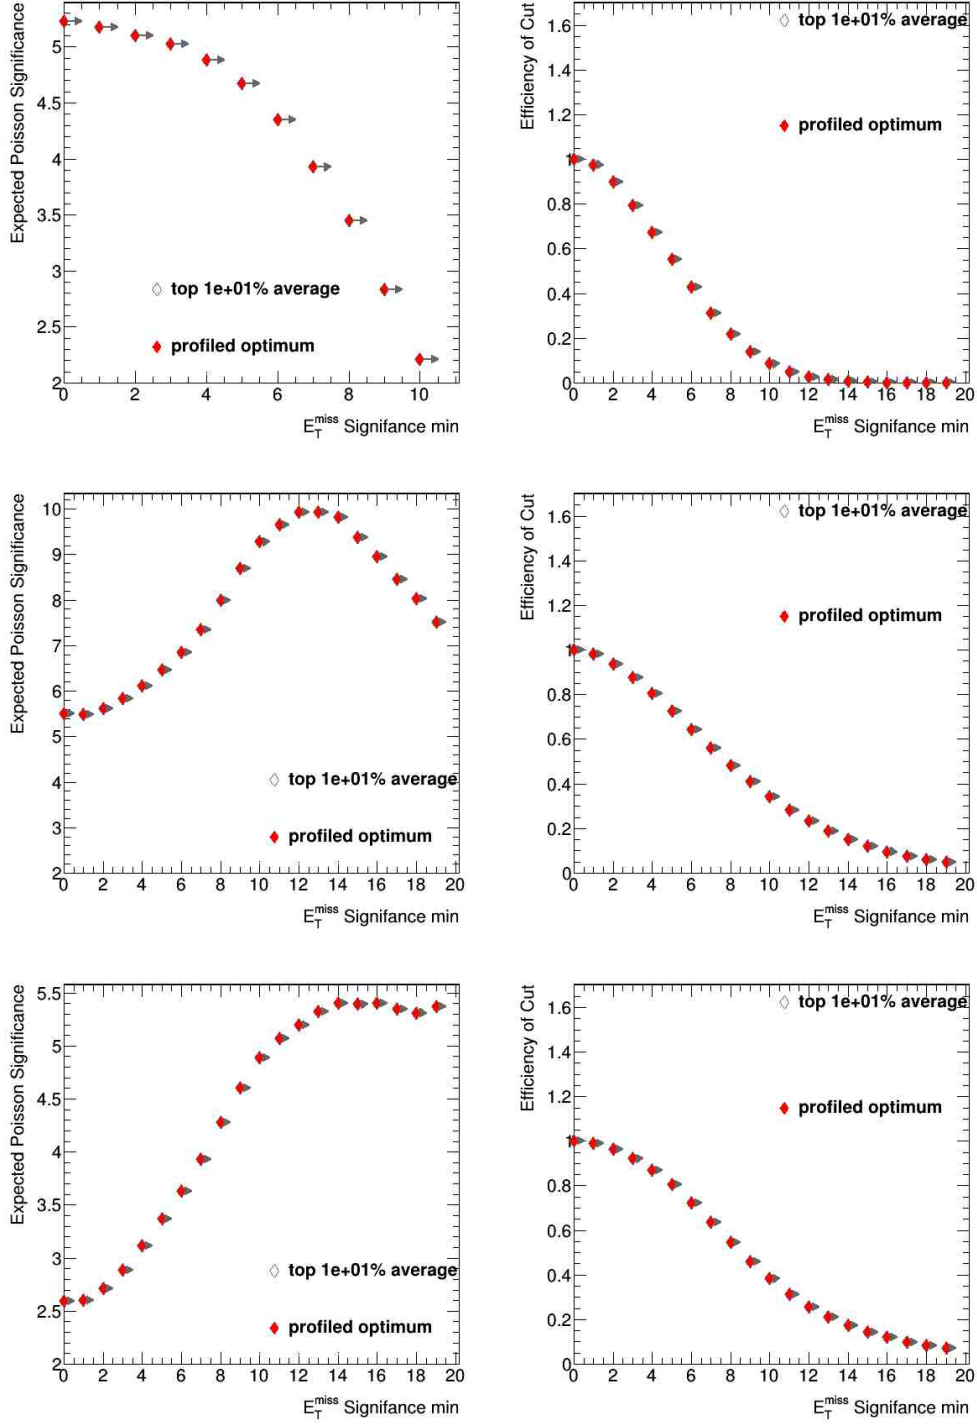 Expected Poisson Significance
5
4.5
4
3.5
3
2.5
2
top 1e+01% average
profiled optimum
0 2 4 6 8 10
E_T^miss Signifance min
Efficiency of Cut
1.6
1.4
1.2
1
0.8
0.6
0.4
0.2
0
top 1e+01% average
profiled optimum
0 2 4 6 8 10 12 14 16 18 20
E_T^miss Signifance min
Expected Poisson Significance
10
9
8
7
6
5
4
3
2
top 1e+01% average
profiled optimum
0 2 4 6 8 10 12 14 16 18 20
E_T^miss Signifance min
Efficiency of Cut
1.6
1.4
1.2
1
0.8
0.6
0.4
0.2
0
top 1e+01% average
profiled optimum
0 2 4 6 8 10 12 14 16 18 20
E_T^miss Signifance min
Expected Poisson Significance
5.5
5
4.5
4
3.5
3
2.5
2
top 1e+01% average
profiled optimum
0 2 4 6 8 10 12 14 16 18 20
E_T^miss Signifance min
Efficiency of Cut
1.6
1.4
1.2
1
0.8
0.6
0.4
0.2
0
top 1e+01% average
profiled optimum
0 2 4 6 8 10 12 14 16 18 20
E_T^miss Signifance min